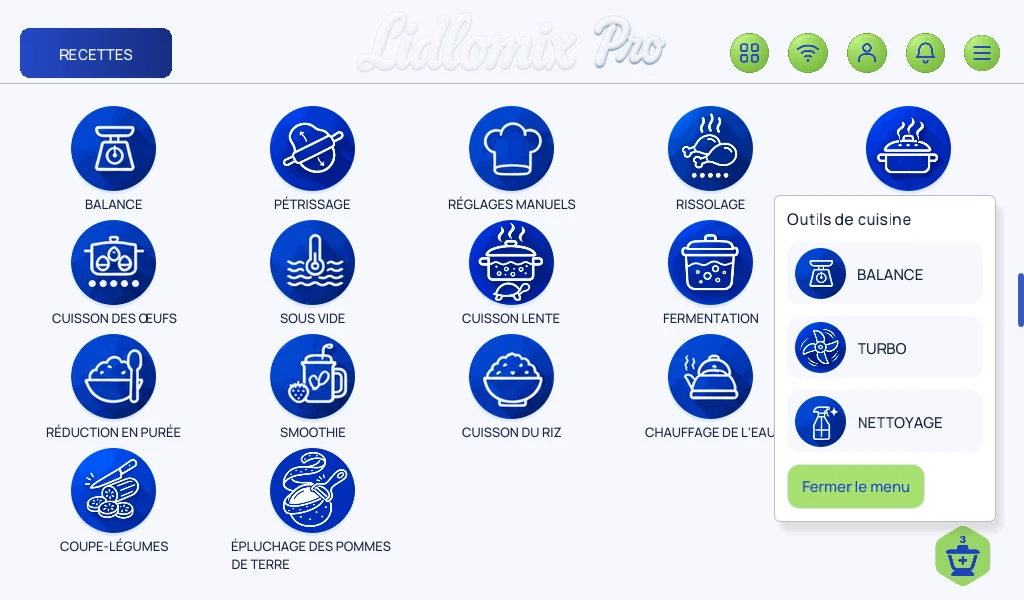 RECETTES
Lidlomix Pro
BALANCE
PÉTRISSAGE
RÉGLAGES MANUELS
RISSOLAGE
CUISSON DES ŒUFS
SOUS VIDE
CUISSON LENTE
FERMENTATION
RÉDUCTION EN PURÉE
SMOOTHIE
CUISSON DU RIZ
CHAUFFAGE DE L'EAU
COUPE-LÉGUMES
ÉPLUCHAGE DES POMMES
DE TERRE
Outils de cuisine
BALANCE
TURBO
NETTOYAGE
Fermer le menu
3